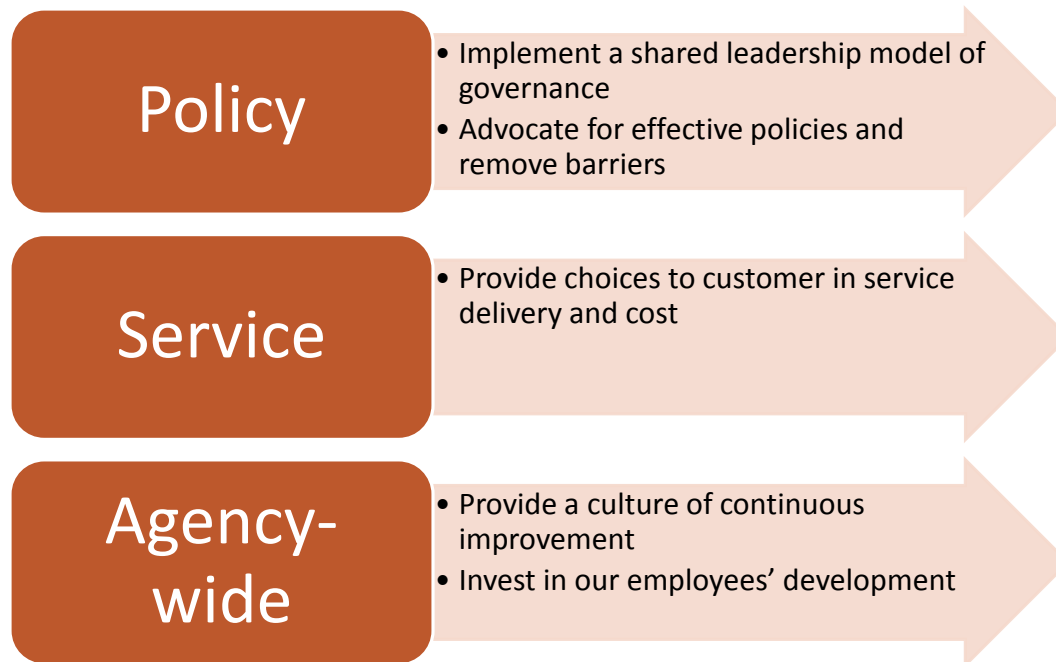 Policy
• Implement a shared leadership model of
governance
• Advocate for effective policies and
remove barriers
Service
• Provide choices to customer in service
delivery and cost
Agency-
wide
• Provide a culture of continuous
improvement
• Invest in our employees’ development